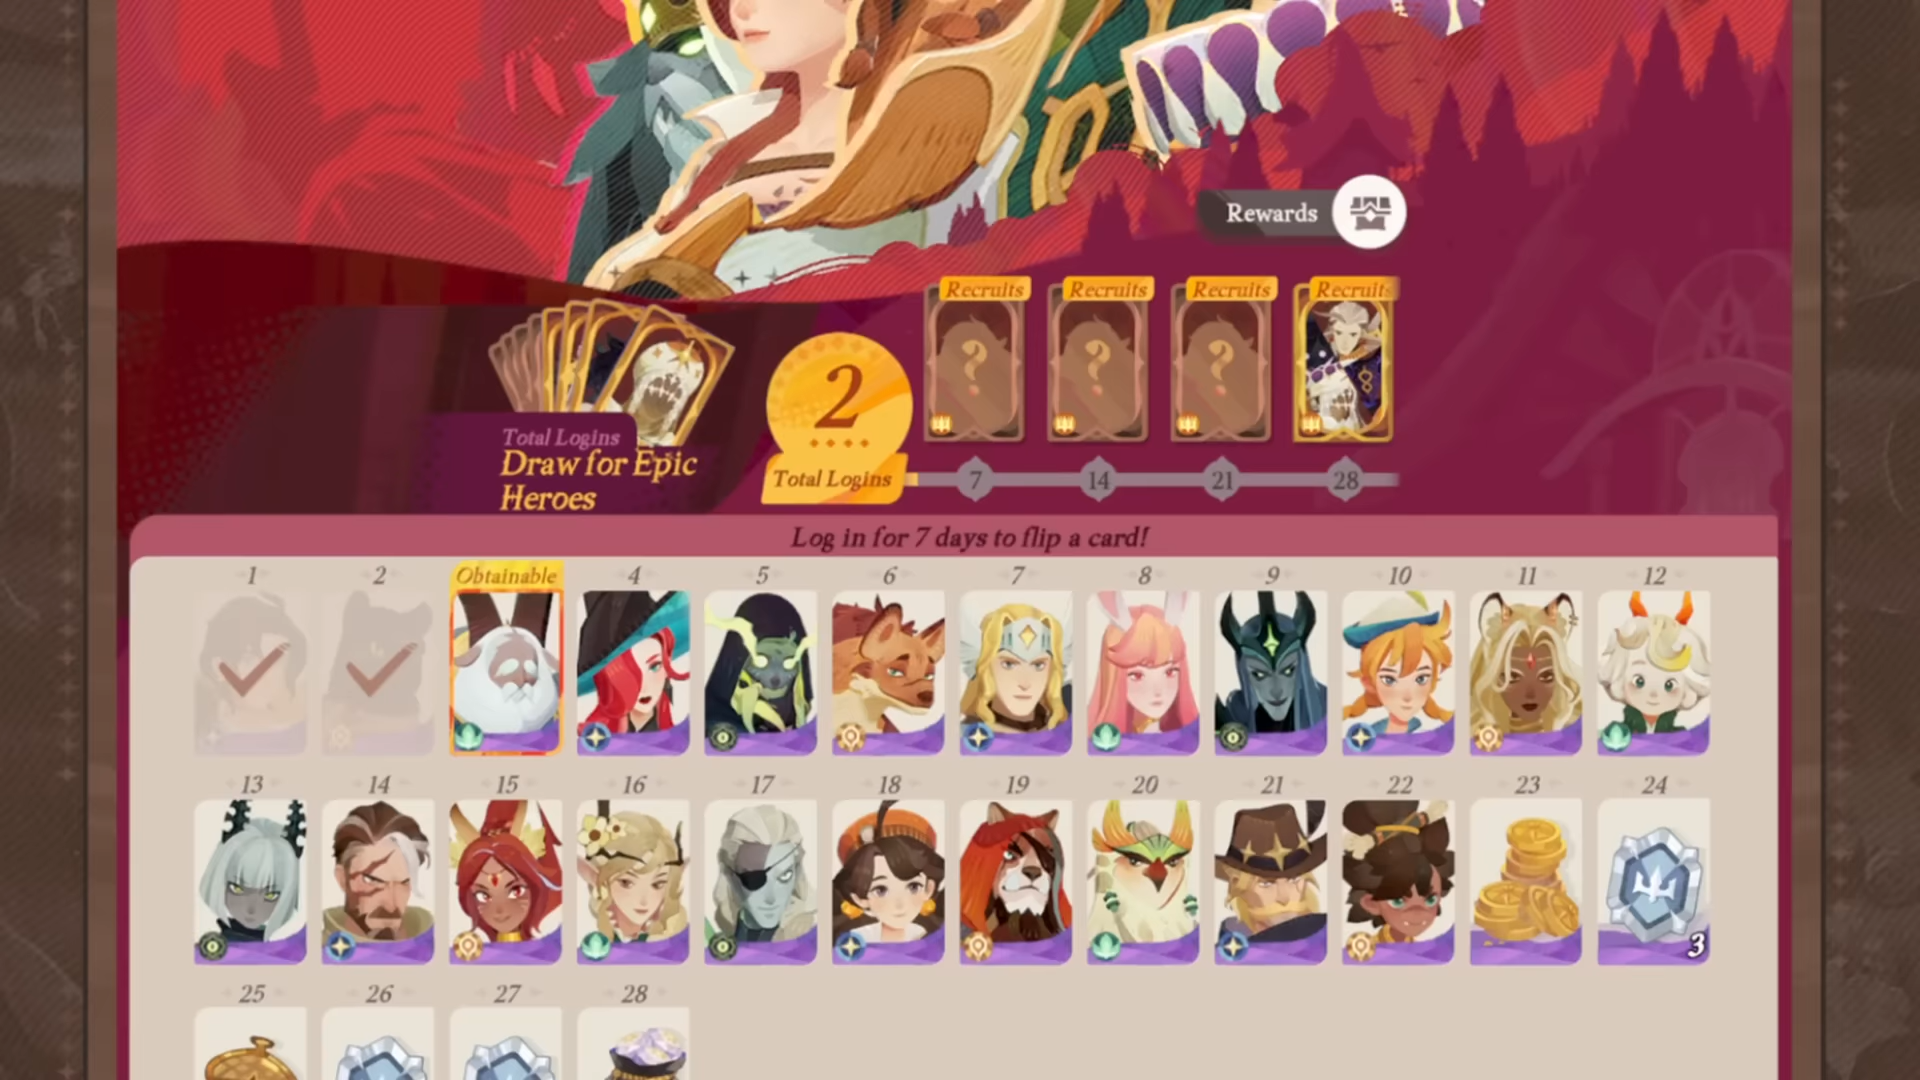 Rewards
Recruits Recruits Recruits Recruits
2
Total Logins
Draw for Epic
Heroes
Total Logins
7 14 21 28
Log in for 7 days to flip a card!
1 2 Obtainable 4 5 6 7 8 9 10 11 12
13 14 15 16 17 18 19 20 21 22 23 24
3
25 26 27 28